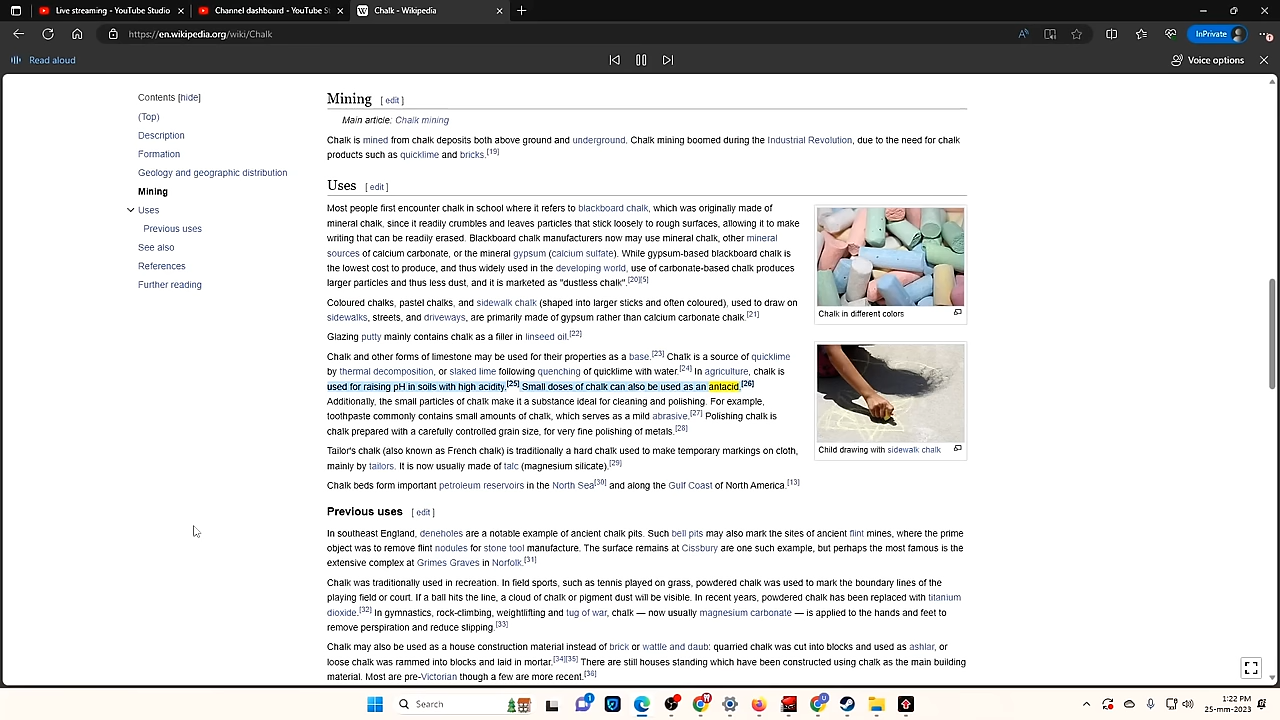 Live streaming - YouTube Studio
Channel dashboard - YouTube St
Chalk - Wikipedia
https://en.wikipedia.org/wiki/Chalk
InPrivate
Read aloud
Voice options
Contents [hide]
(Top)
Description
Formation
Geology and geographic distribution
Mining
Uses
Previous uses
See also
References
Further reading
Mining [ edit ]
Main article: Chalk mining
Chalk is mined from chalk deposits both above ground and underground. Chalk mining boomed during the Industrial Revolution, due to the need for chalk
products such as quicklime and bricks.[19]
Uses [ edit ]
Most people first encounter chalk in school where it refers to blackboard chalk, which was originally made of
mineral chalk, since it readily crumbles and leaves particles that stick loosely to rough surfaces, allowing it to make
writing that can be readily erased. Blackboard chalk manufacturers now may use mineral chalk, other mineral
sources of calcium carbonate, or the mineral gypsum (calcium sulfate). While gypsum-based blackboard chalk is
the lowest cost to produce, and thus widely used in the developing world, use of carbonate-based chalk produces
larger particles and thus less dust, and it is marketed as "dustless chalk".[20][5]
Coloured chalks, pastel chalks, and sidewalk chalk (shaped into larger sticks and often coloured), used to draw on
sidewalks, streets, and driveways, are primarily made of gypsum rather than calcium carbonate chalk.[21]
Glazing putty mainly contains chalk as a filler in linseed oil.[22]
Chalk and other forms of limestone may be used for their properties as a base.[23] Chalk is a source of quicklime
by thermal decomposition, or slaked lime following quenching of quicklime with water.[24] In agriculture, chalk is
used for raising pH in soils with high acidity.[25] Small doses of chalk can also be used as an antacid.[26]
Additionally, the small particles of chalk make it a substance ideal for cleaning and polishing. For example,
toothpaste commonly contains small amounts of chalk, which serves as a mild abrasive.[27] Polishing chalk is
chalk prepared with a carefully controlled grain size, for very fine polishing of metals.[28]
Tailor's chalk (also known as French chalk) is traditionally a hard chalk used to make temporary markings on cloth,
mainly by tailors. It is now usually made of talc (magnesium silicate).[29]
Chalk beds form important petroleum reservoirs in the North Sea[30] and along the Gulf Coast of North America.[13]
Chalk in different colors
Child drawing with sidewalk chalk
Previous uses [ edit ]
In southeast England, deneholes are a notable example of ancient chalk pits. Such bell pits may also mark the sites of ancient flint mines, where the prime
object was to remove flint nodules for stone tool manufacture. The surface remains at Cissbury are one such example, but perhaps the most famous is the
extensive complex at Grimes Graves in Norfolk.[31]
Chalk was traditionally used in recreation. In field sports, such as tennis played on grass, powdered chalk was used to mark the boundary lines of the
playing field or court. If a ball hits the line, a cloud of chalk or pigment dust will be visible. In recent years, powdered chalk has been replaced with titanium
dioxide.[32] In gymnastics, rock-climbing, weightlifting and tug of war, chalk — now usually magnesium carbonate — is applied to the hands and feet to
remove perspiration and reduce slipping.[33]
Chalk may also be used as a house construction material instead of brick or wattle and daub: quarried chalk was cut into blocks and used as ashlar, or
loose chalk was rammed into blocks and laid in mortar.[34][35] There are still houses standing which have been constructed using chalk as the main building
material. Most are pre-Victorian though a few are more recent.[36]
Search
1:22 PM
25-mm-2023